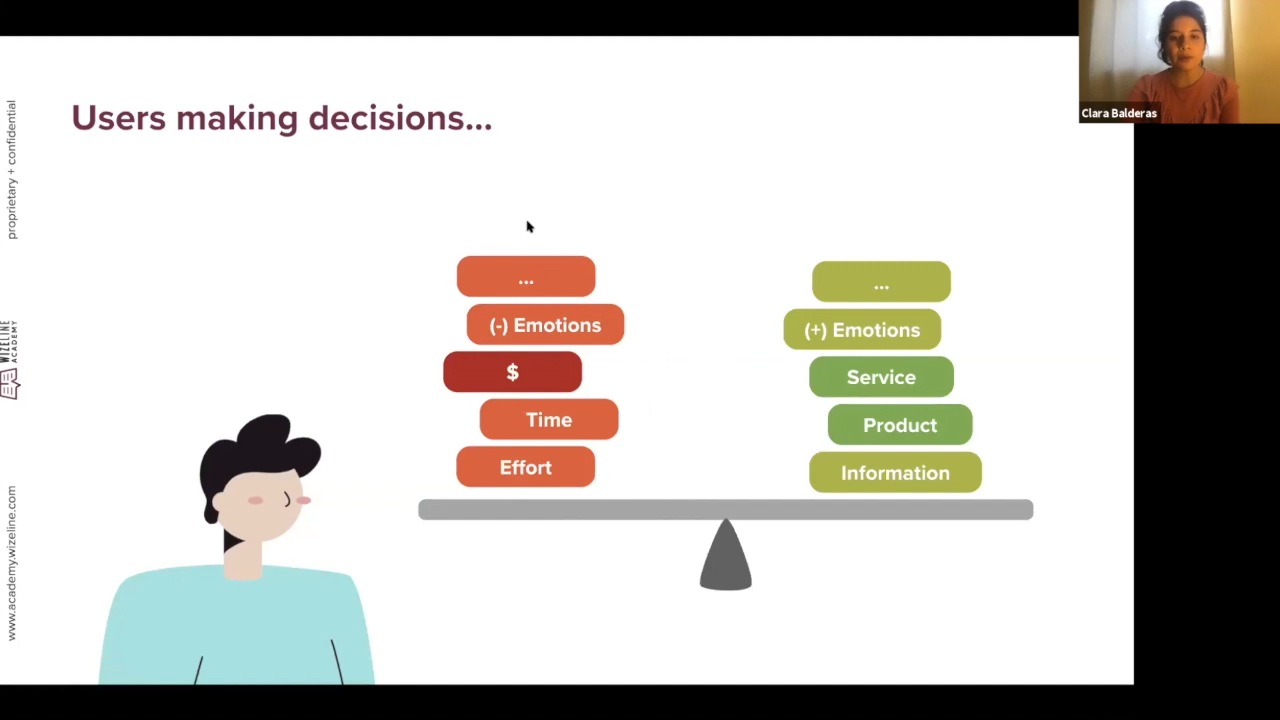 Users making decisions...
Clara Balderas
proprietary + confidential
WIZELINE
ACADEMY
www.academy.wizeline.com
...
(-) Emotions
$
Time
Effort
...
(+) Emotions
Service
Product
Information